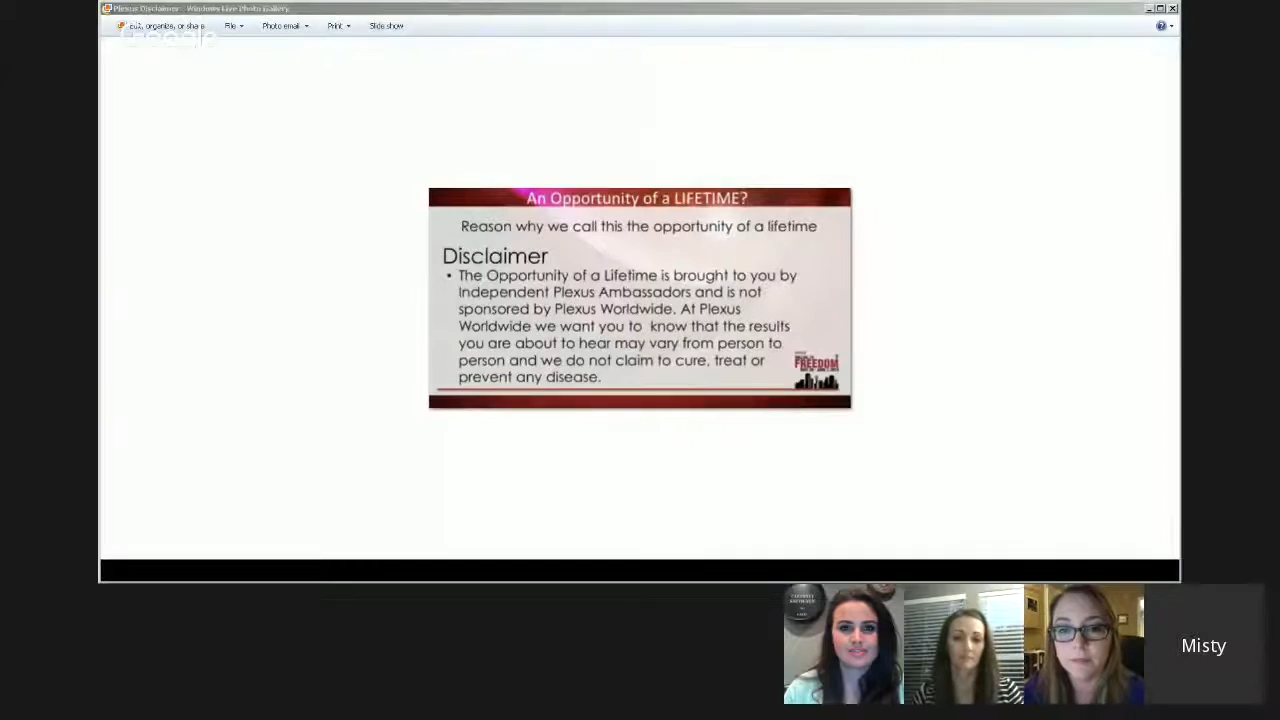 Plexus Disclaimer - Windows Live Photo Gallery
Edit, organize, or share File Photo email Print Slide show
Google
An Opportunity of a LIFETIME?
Reason why we call this the opportunity of a lifetime
Disclaimer
• The Opportunity of a Lifetime is brought to you by
Independent Plexus Ambassadors and is not
sponsored by Plexus Worldwide. At Plexus
Worldwide we want you to know that the results
you are about to hear may vary from person to
person and we do not claim to cure, treat or
prevent any disease.
FREEDOM
Misty